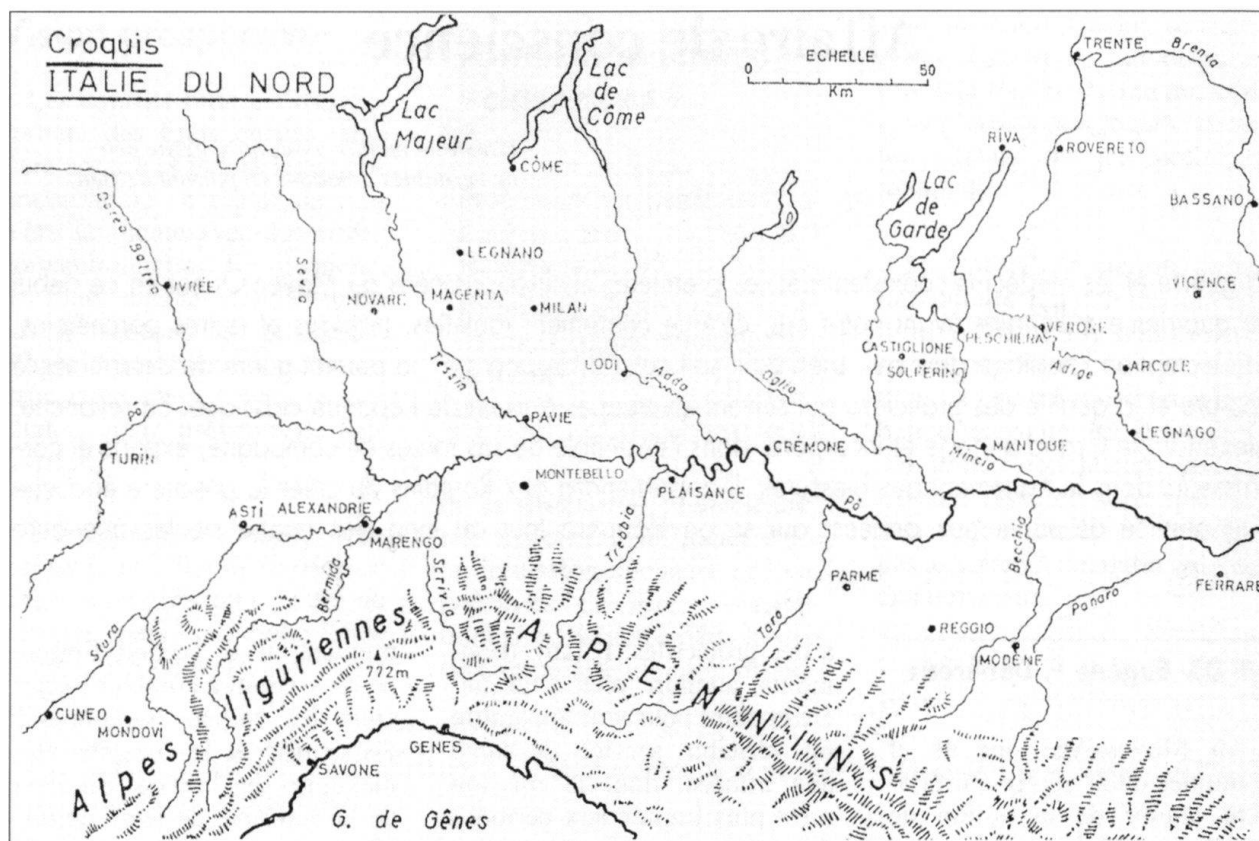 Croquis
ITALIE DU NORD
Lac
Majeur
Lac
de
Côme
ECHELLE
0 50
Km
TRENTE
Brenta
RIVA
ROVERETO
CÔME
Lac
de
Garde
BASSANO
Doira Baltea
IVRÉE
Sesia
LEGNANO
NOVARE
MAGENTA
MILAN
VICENCE
VERONE
PESCHIERA
CASTIGLIONE
SOLFERINO
Adige
ARCOLE
LODI
Adda
Oglio
Tessin
PAVIE
LEGNAGO
Po
TURIN
CRÉMONE
MANTOUE
Mincio
MONTEBELLO
PLAISANCE
ASTI
ALEXANDRIE
MARENGO
Pô
Trebbia
Secchia
Bormida
Scrivia
PARME
FERRARE
Panaro
Taro
REGGIO
MODÈNE
Stura
772m
CUNEO
MONDOVI
Alpes liguriennes
APENNINS
GENES
SAVONE
G. de Gênes